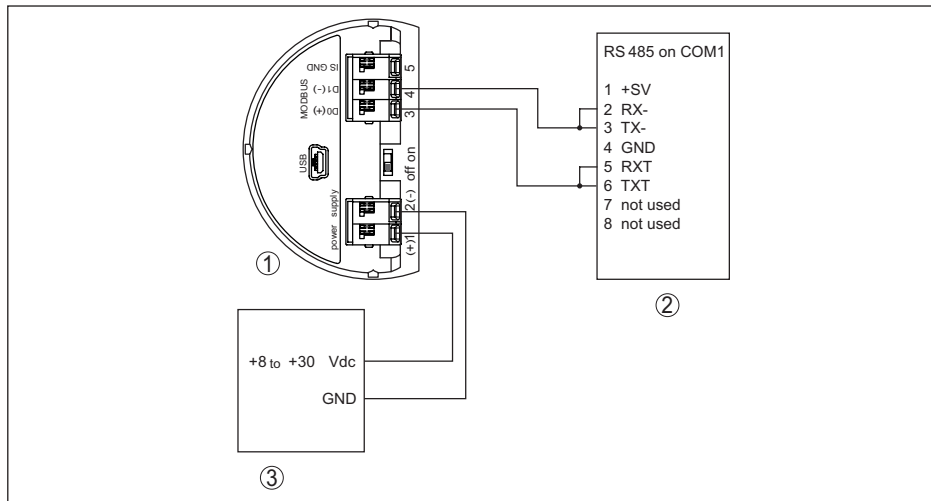 IS GND
5
MODBUS
D1 (-)
4
D0 (+)
3
USB
off on
power supply
2 (-)
(+) 1
①
RS 485 on COM1
1 +SV
2 RX-
3 TX-
4 GND
5 RXT
6 TXT
7 not used
8 not used
②
+8 to +30 Vdc
GND
③